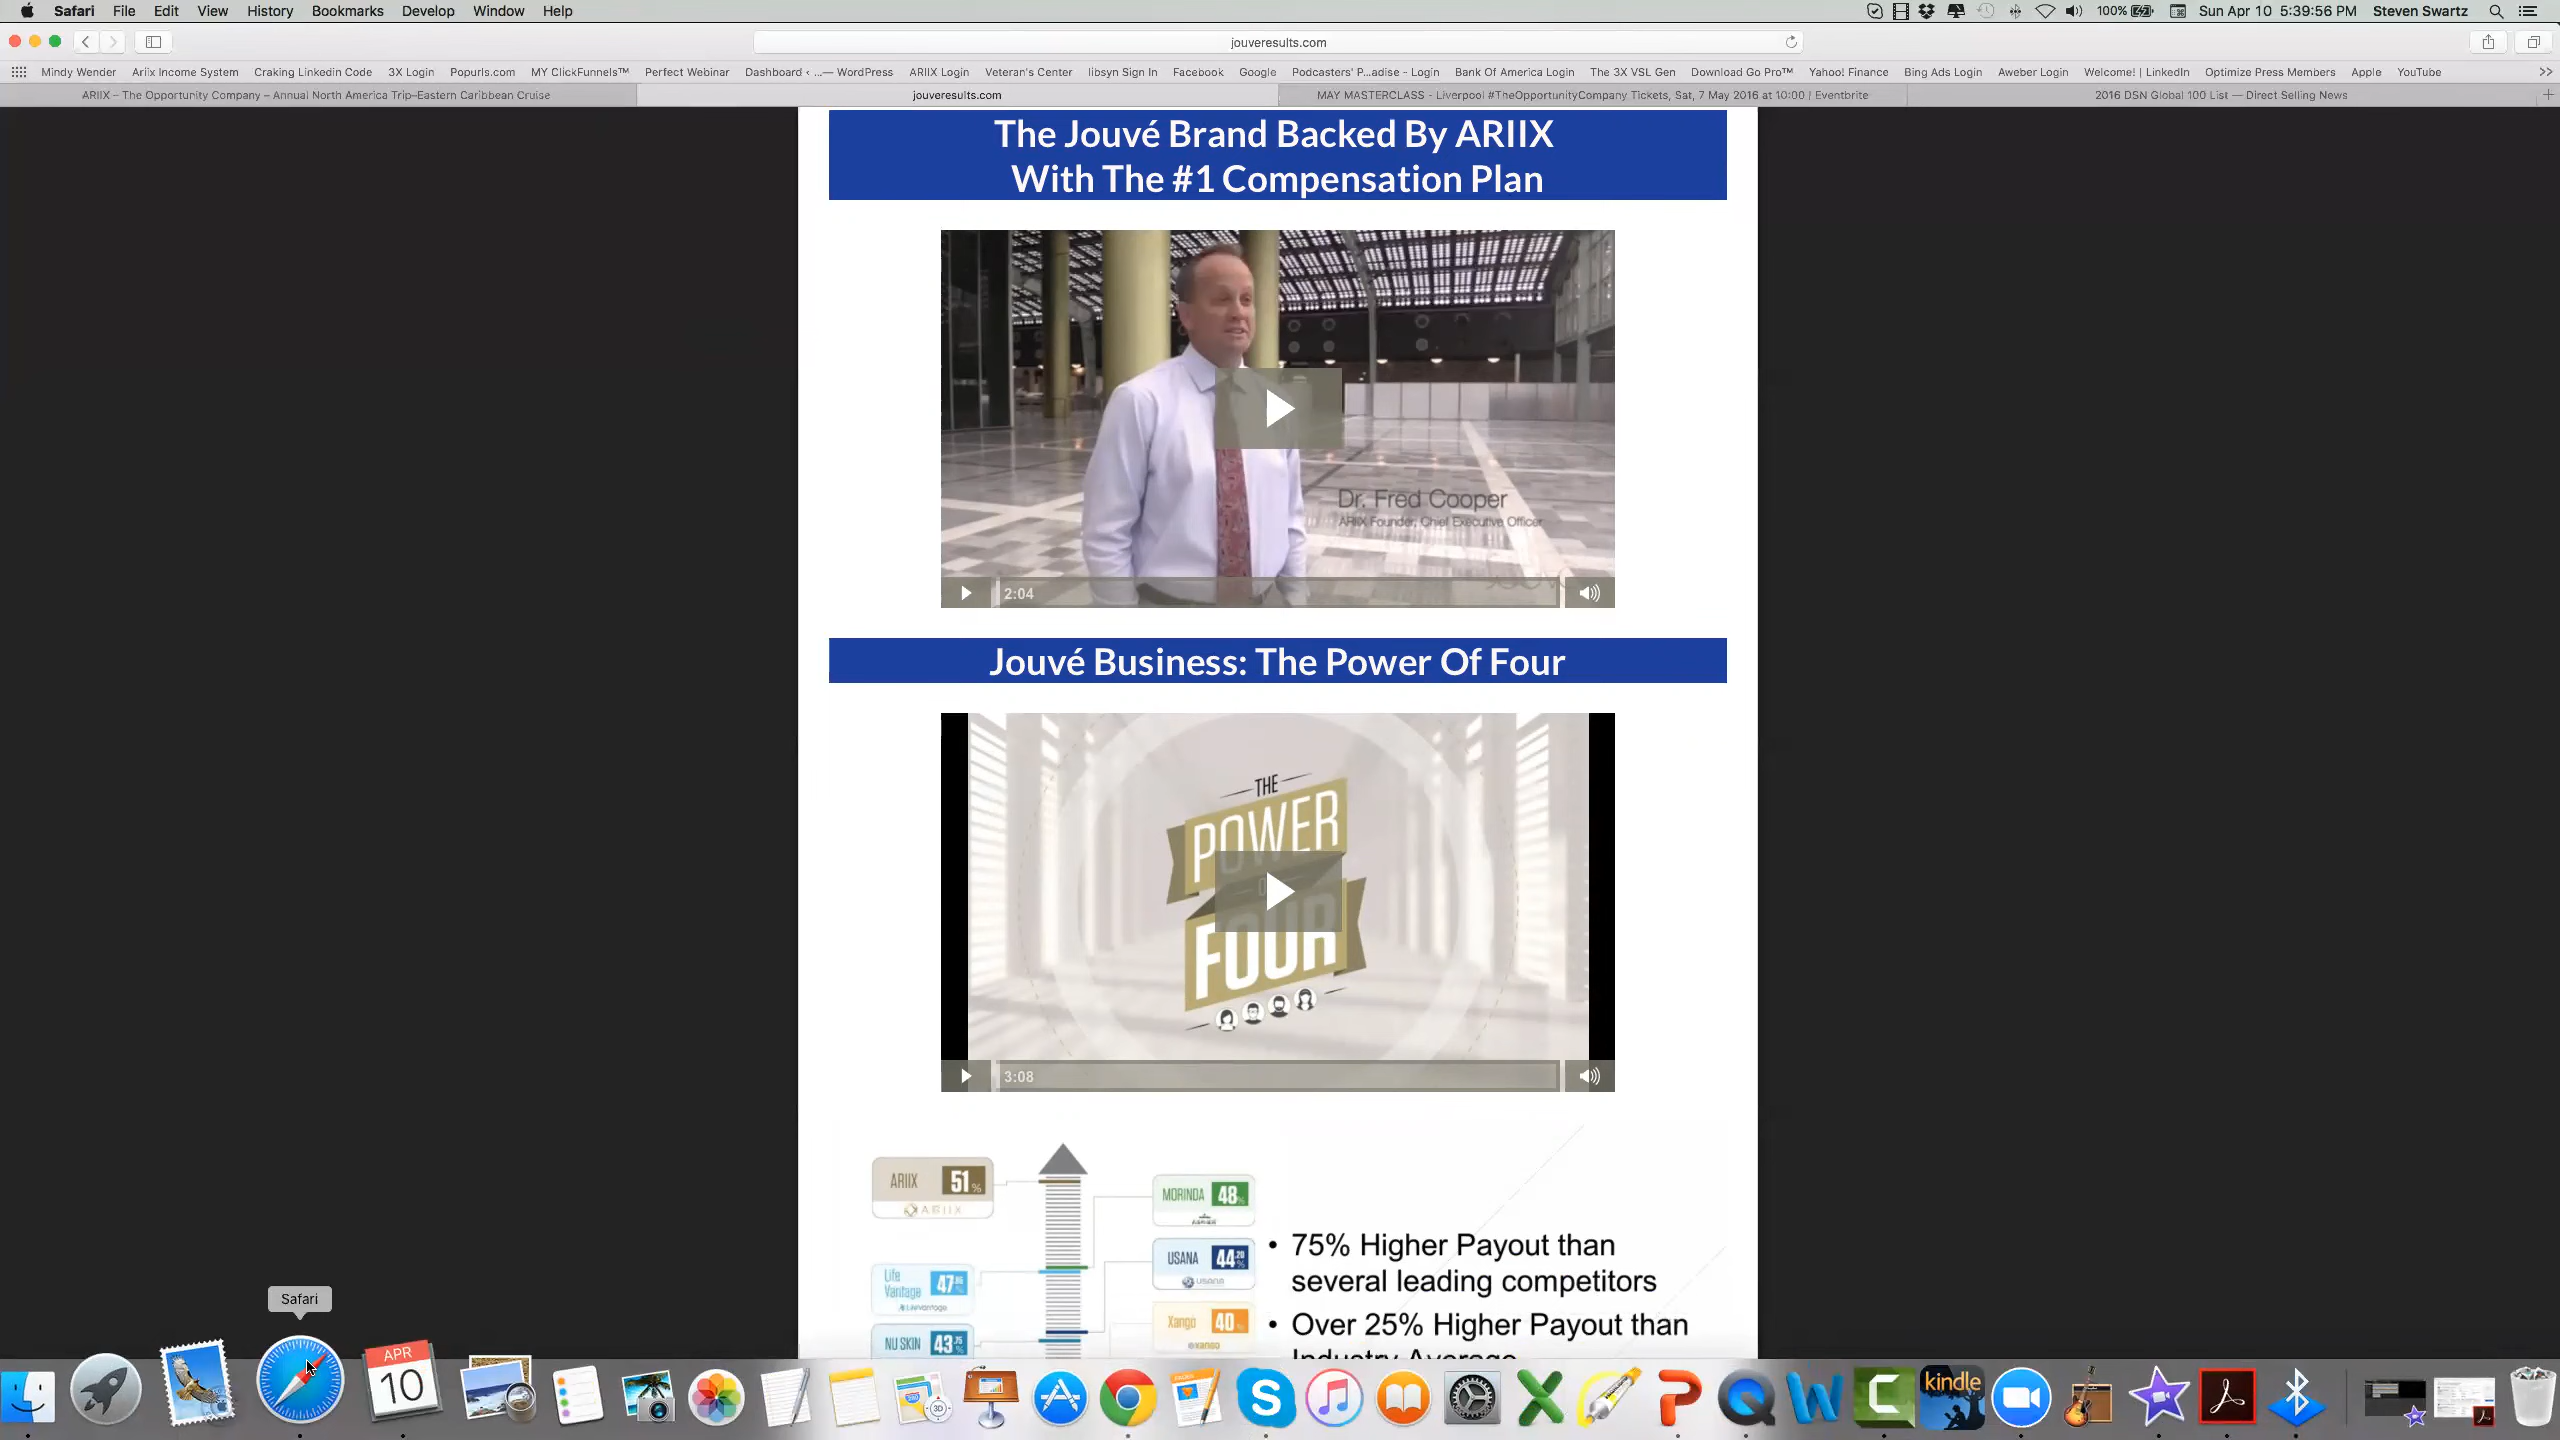 Safari File Edit View History Bookmarks Develop Window Help 100% Sun Apr 10 5:39:56 PM Steven Swartz
jouveresults.com
Mindy Wender Ariix Income System Craking Linkedin Code 3X Login Popurls.com MY ClickFunnels™ Perfect Webinar Dashboard ‹ ...— WordPress ARIIX Login Veteran's Center libsyn Sign In Facebook Google Podcasters' P...adise - Login Bank Of America Login The 3X VSL Gen Download Go Pro™ Yahoo! Finance Bing Ads Login Aweber Login Welcome! | LinkedIn Optimize Press Members Apple YouTube >>
ARIIX – The Opportunity Company – Annual North America Trip–Eastern Caribbean Cruise jouveresults.com MAY MASTERCLASS - Liverpool #TheOpportunityCompany Tickets, Sat, 7 May 2016 at 10:00 | Eventbrite 2016 DSN Global 100 List — Direct Selling News +
The Jouvé Brand Backed By ARIIX
With The #1 Compensation Plan
Dr. Fred Cooper
ARIIX Founder, Chief Executive Officer
2:04
Jouvé Business: The Power Of Four
THE
POWER
FOUR
3:08
ARIIX 51%
ARIIX
MORINDA 48%
USANA 44.20%
USANA
Life Vantage 47%
LifeVantage
Xango 40%
xango
NU SKIN 43.75%
• 75% Higher Payout than
several leading competitors
• Over 25% Higher Payout than
Industry Average
Safari
APR
10
kindle